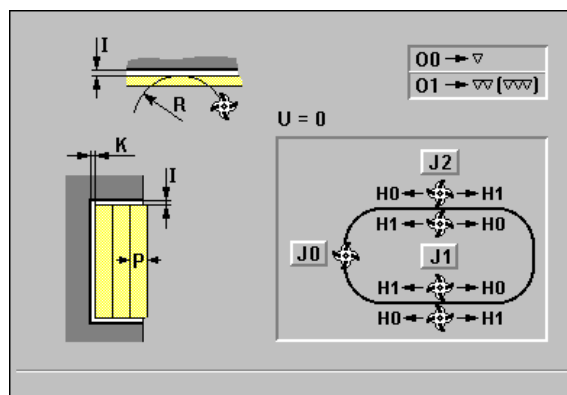 I
R
K
I
P
O0 → ▽
O1 → ▽▽ (▽▽▽)
U = 0
J2
H0 ← → H1
H1 ← → H0
J0
J1
H1 ← → H0
H0 ← → H1